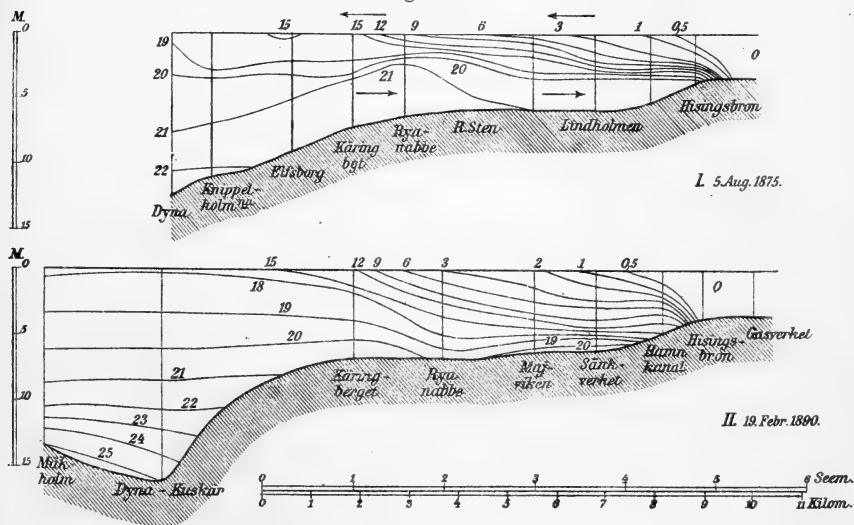 M.
0
5
10
15
15
15 12 9 6 3 1 0,5
0
19
20
21
22
21
20
Dyna
Knippel-
holm na
Elfsborg
Käring
bgt
Rya-
nabbe
R.Sten
Lindholmen
Hisingsbron
I. 5. Aug. 1875.
M.
0
5
10
15
15 12 9 6 3 2 1 0,5
0
18
19
20
21
22
23
24
25
19
20
Mäk
holm
Dyna - Kuskär
Käring-
berget
Rya-
nabbe
Maj-
viken
Sänk-
verket
Hamn
kanal
Hisings-
bron
Gasverket
II. 19. Febr. 1890.
0 1 2 3 4 5 6 Seem.
0 1 2 3 4 5 6 7 8 9 10 11 Kilom.